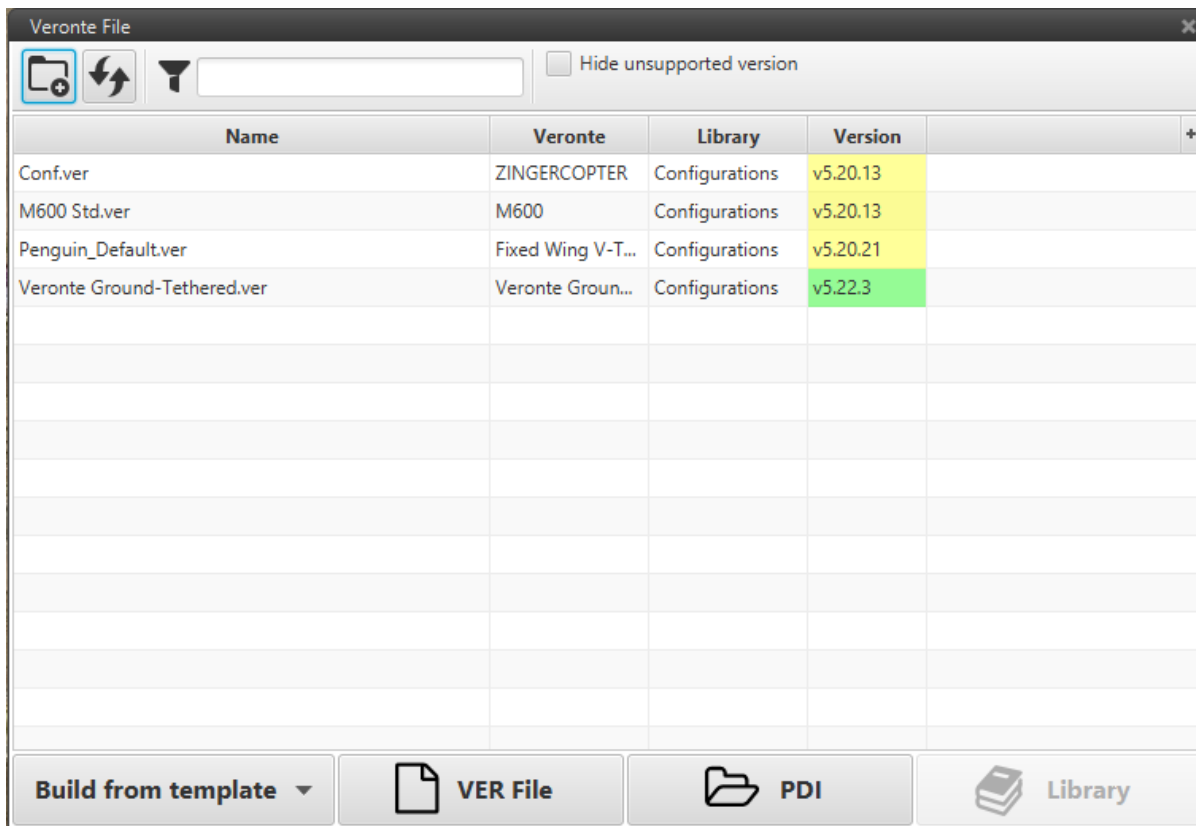 Veronte File
Hide unsupported version
Name Veronte Library Version
Conf.ver ZINGERCOPTER Configurations v5.20.13
M600 Std.ver M600 Configurations v5.20.13
Penguin_Default.ver Fixed Wing V-T... Configurations v5.20.21
Veronte Ground-Tethered.ver Veronte Groun... Configurations v5.22.3
Build from template VER File PDI Library